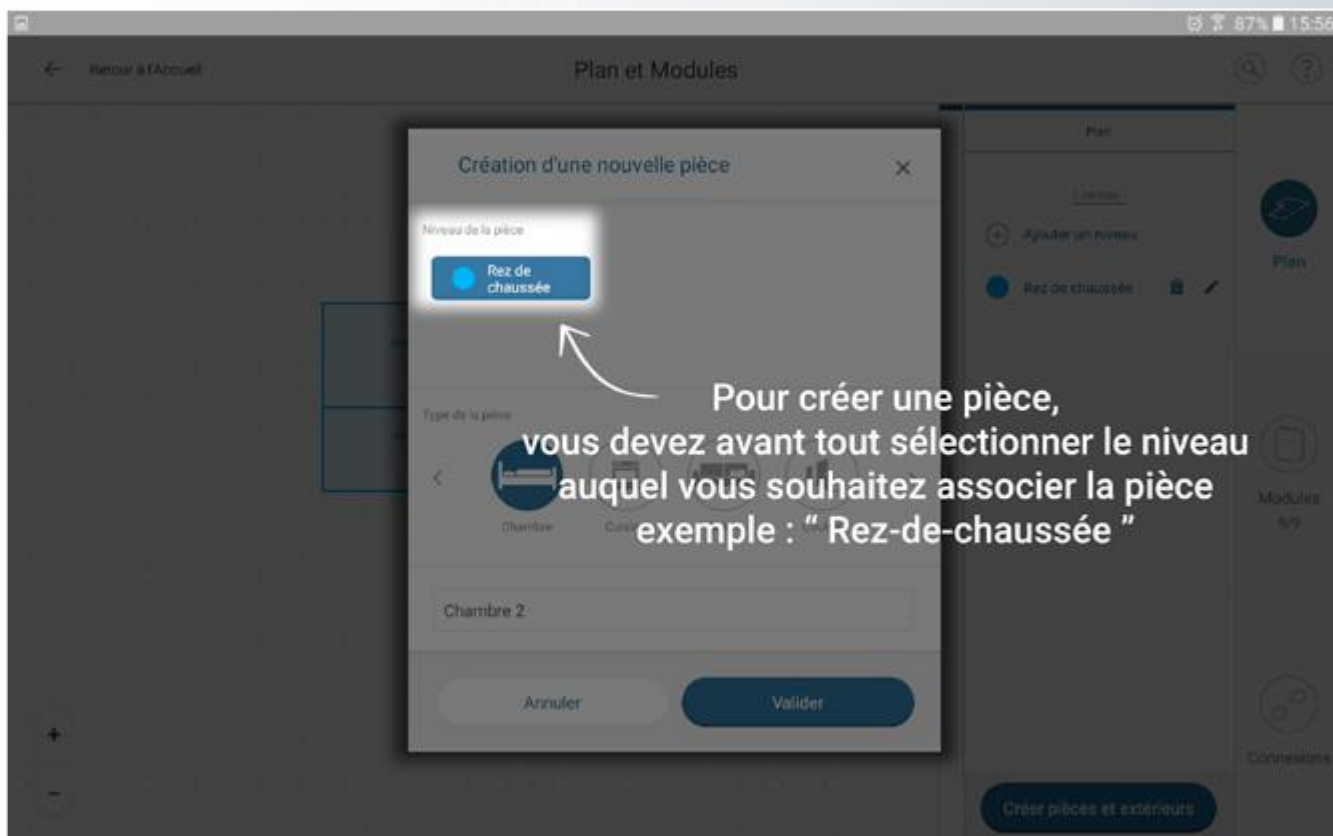 87% 15:56
← Retour à l'Accueil
Plan et Modules
?
Plan
Création d'une nouvelle pièce
×
Niveau de la pièce
Rez de
chaussée
+ Ajouter un niveau
Rez de chaussée
Plan
Pour créer une pièce,
vous devez avant tout sélectionner le niveau
auquel vous souhaitez associer la pièce
exemple : “ Rez-de-chaussée ”
Type de la pièce
Chambre
Modules
9/9
Chambre 2
Annuler
Valider
+
−
Connexions
Créer pièces et extérieurs